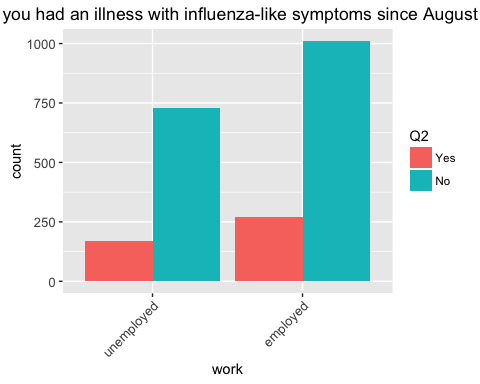 you had an illness with influenza-like symptoms since August
1000
750
500
250
0
count
unemployed
employed
work
Q2
Yes
No